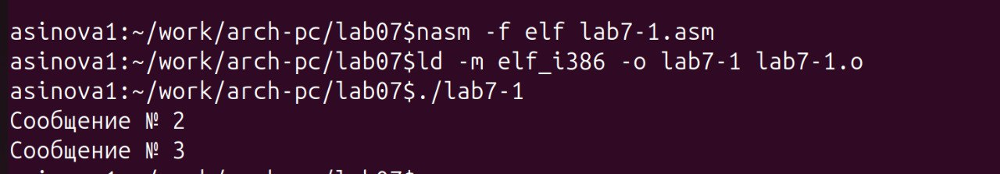 asinova1:~/work/arch-pc/lab07$nasm -f elf lab7-1.asm
asinova1:~/work/arch-pc/lab07$ld -m elf_i386 -o lab7-1 lab7-1.o
asinova1:~/work/arch-pc/lab07$./lab7-1
Сообщение № 2
Сообщение № 3